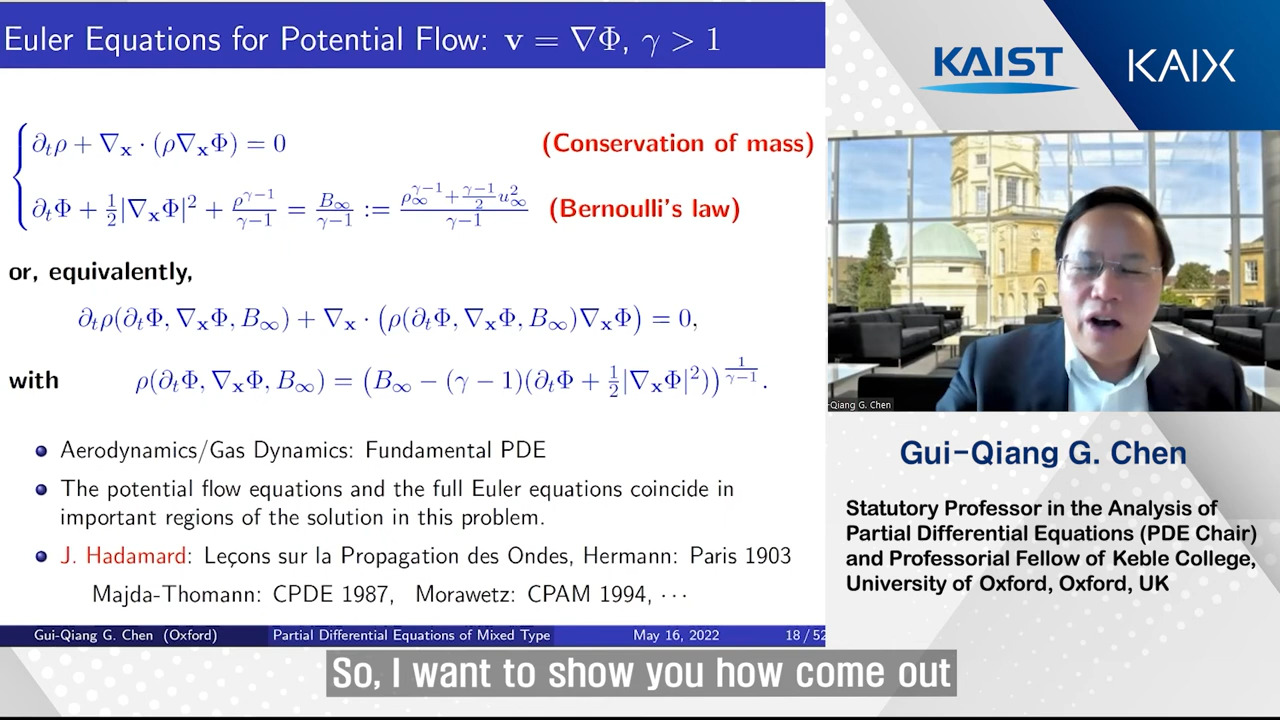 Euler Equations for Potential Flow: v = ∇Φ, γ > 1
∂ₜρ + ∇ₓ · (ρ∇ₓΦ) = 0 (Conservation of mass)
∂ₜΦ + ½|∇ₓΦ|² + ρ^{γ−1}/(γ−1) = B_∞/(γ−1) := (ρ_∞^{γ−1} + (γ−1)/2 u_∞²)/(γ−1) (Bernoulli's law)
or, equivalently,
∂ₜρ(∂ₜΦ, ∇ₓΦ, B_∞) + ∇ₓ · (ρ(∂ₜΦ, ∇ₓΦ, B_∞)∇ₓΦ) = 0,
with ρ(∂ₜΦ, ∇ₓΦ, B_∞) = (B_∞ − (γ − 1)(∂ₜΦ + ½|∇ₓΦ|²))^{1/(γ−1)}.
Aerodynamics/Gas Dynamics: Fundamental PDE
The potential flow equations and the full Euler equations coincide in
important regions of the solution in this problem.
J. Hadamard: Leçons sur la Propagation des Ondes, Hermann: Paris 1903
Majda-Thomann: CPDE 1987, Morawetz: CPAM 1994, ···
Gui-Qiang G. Chen (Oxford) Partial Differential Equations of Mixed Type May 16, 2022 18 / 52
KAIST KAIX
-Qiang G. Chen
Gui-Qiang G. Chen
Statutory Professor in the Analysis of
Partial Differential Equations (PDE Chair)
and Professorial Fellow of Keble College,
University of Oxford, Oxford, UK
So, I want to show you how come out